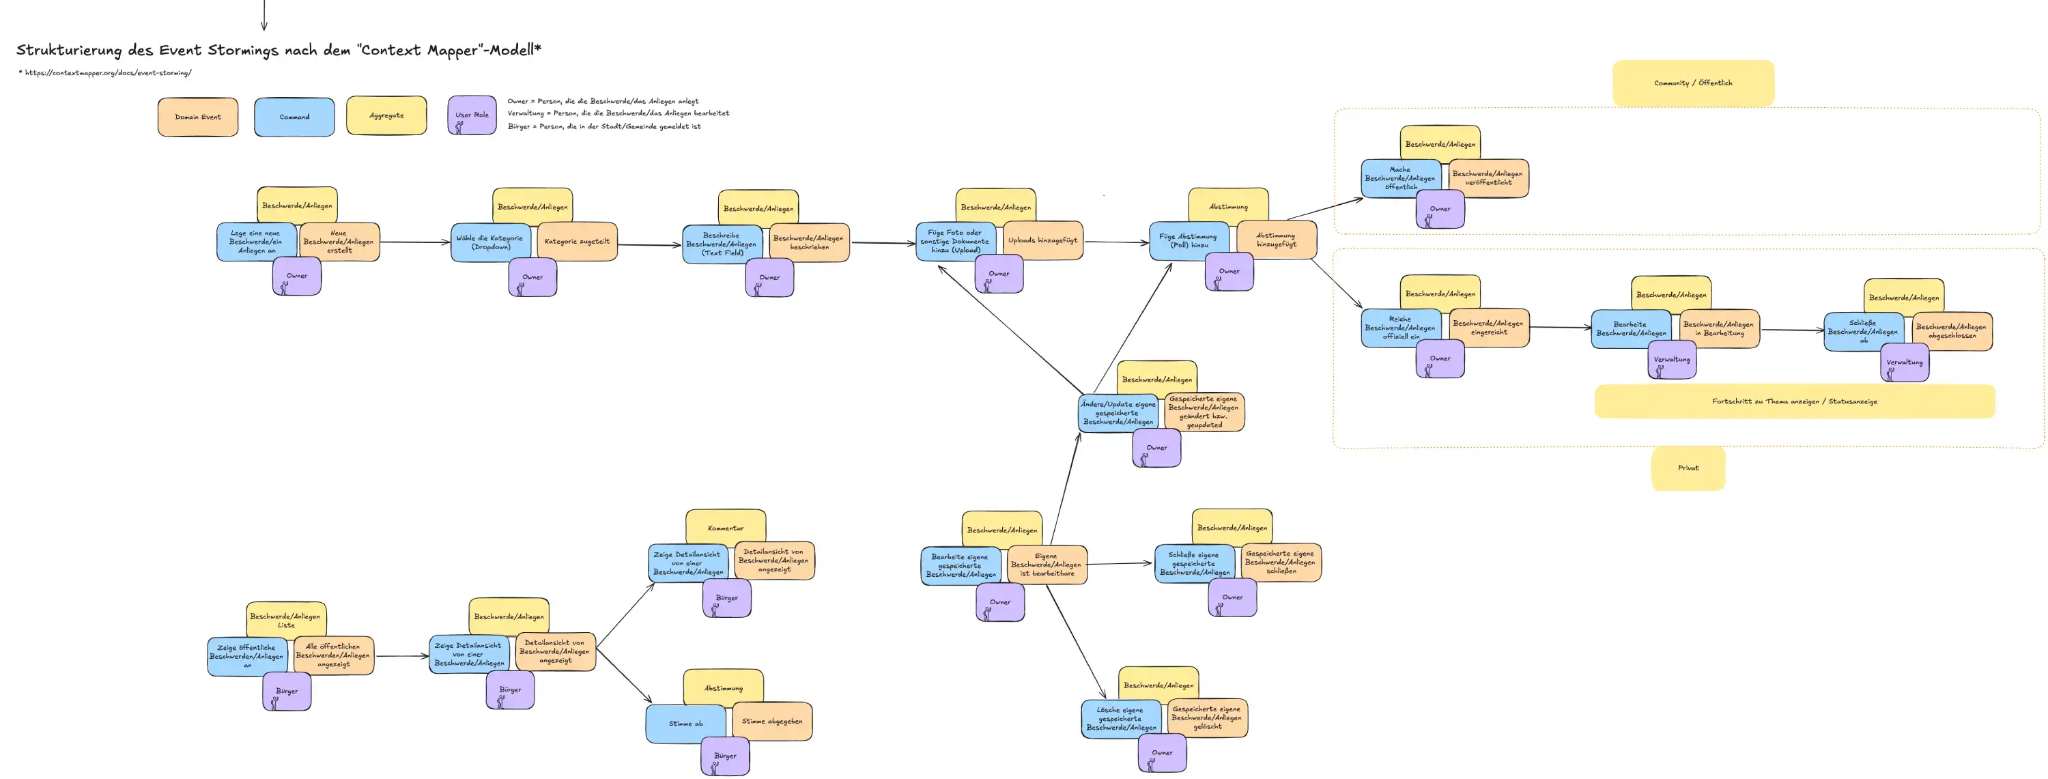 Strukturierung des Event Stormings nach dem "Context Mapper"-Modell*
* https://contextmapper.org/docs/event-storming/
Domain Event
Command
Aggregate
User Role
Owner = Person, die die Beschwerde/das Anliegen anlegt
Verwaltung = Person, die die Beschwerde/das Anliegen bearbeitet
Bürger = Person, die in der Stadt/Gemeinde gemeldet ist
Community / Öffentlich
Beschwerde/Anliegen
Mache
Beschwerde/Anliegen
öffentlich
Beschwerde/Anliegen
veröffentlicht
Owner
Beschwerde/Anliegen
Lege eine neue
Beschwerde/ein
Anliegen an
Neue
Beschwerde/Anliegen
erstellt
Owner
Beschwerde/Anliegen
Wähle die Kategorie
(Dropdown)
Kategorie zugeteilt
Owner
Beschwerde/Anliegen
Beschreibe
Beschwerde/Anliegen
(Text Field)
Beschwerde/Anliegen
beschrieben
Owner
Beschwerde/Anliegen
Füge Foto oder
sonstige Dokumente
hinzu (Upload)
Uploads hinzugefügt
Owner
Abstimmung
Füge Abstimmung
(Poll) hinzu
Abstimmung
hinzugefügt
Owner
Beschwerde/Anliegen
Reiche
Beschwerde/Anliegen
offiziell ein
Beschwerde/Anliegen
eingereicht
Owner
Beschwerde/Anliegen
Bearbeite
Beschwerde/Anliegen
Beschwerde/Anliegen
in Bearbeitung
Verwaltung
Beschwerde/Anliegen
Schließe
Beschwerde/Anliegen
ab
Beschwerde/Anliegen
abgeschlossen
Verwaltung
Fortschritt zu Thema anzeigen / Statusanzeige
Privat
Beschwerde/Anliegen
Ändere/Update eigene
gespeicherte
Beschwerde/Anliegen
Gespeicherte eigene
Beschwerde/Anliegen
geändert bzw.
geupdated
Owner
Kommentar
Zeige Detailansicht
von einer
Beschwerde/Anliegen
Detailansicht von
Beschwerde/Anliegen
angezeigt
Bürger
Beschwerde/Anliegen
Bearbeite eigene
gespeicherte
Beschwerde/Anliegen
Eigene
Beschwerde/Anliegen
ist bearbeitbare
Owner
Beschwerde/Anliegen
Schließe eigene
gespeicherte
Beschwerde/Anliegen
Gespeicherte eigene
Beschwerde/Anliegen
schließen
Owner
Beschwerde/Anliegen
Liste
Zeige öffentliche
Beschwerden/Anliegen
an
Alle öffentlichen
Beschwerden/Anliegen
angezeigt
Bürger
Beschwerde/Anliegen
Zeige Detailansicht
von einer
Beschwerde/Anliegen
Detailansicht von
Beschwerde/Anliegen
angezeigt
Bürger
Abstimmung
Stimme ab
Stimme abgegeben
Bürger
Beschwerde/Anliegen
Lösche eigene
gespeicherte
Beschwerde/Anliegen
Gespeicherte eigene
Beschwerde/Anliegen
gelöscht
Owner